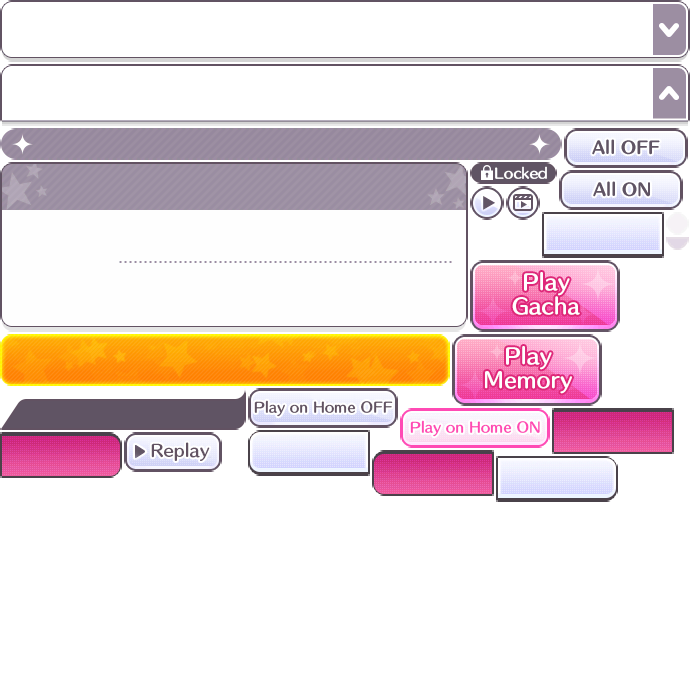 All OFF
Locked
All ON
Play
Gacha
Play
Memory
Play on Home OFF
Play on Home ON
Replay